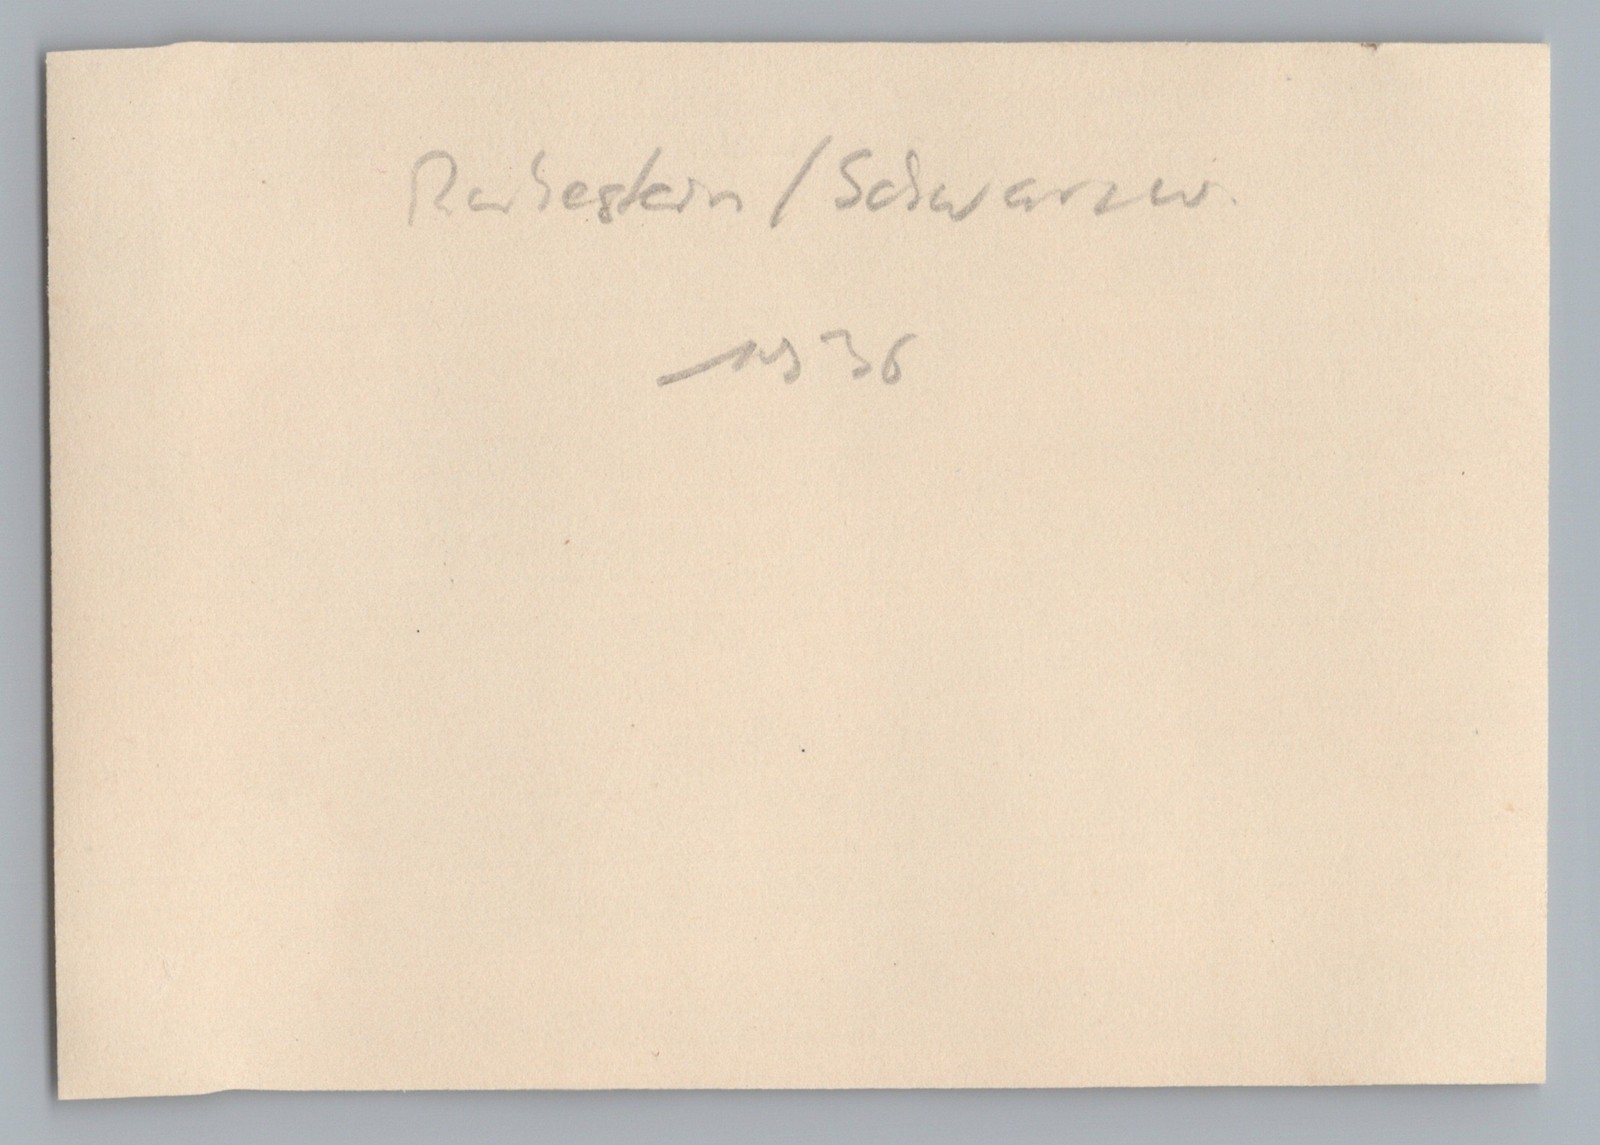 Ruhestein / Schwarzw.
1936